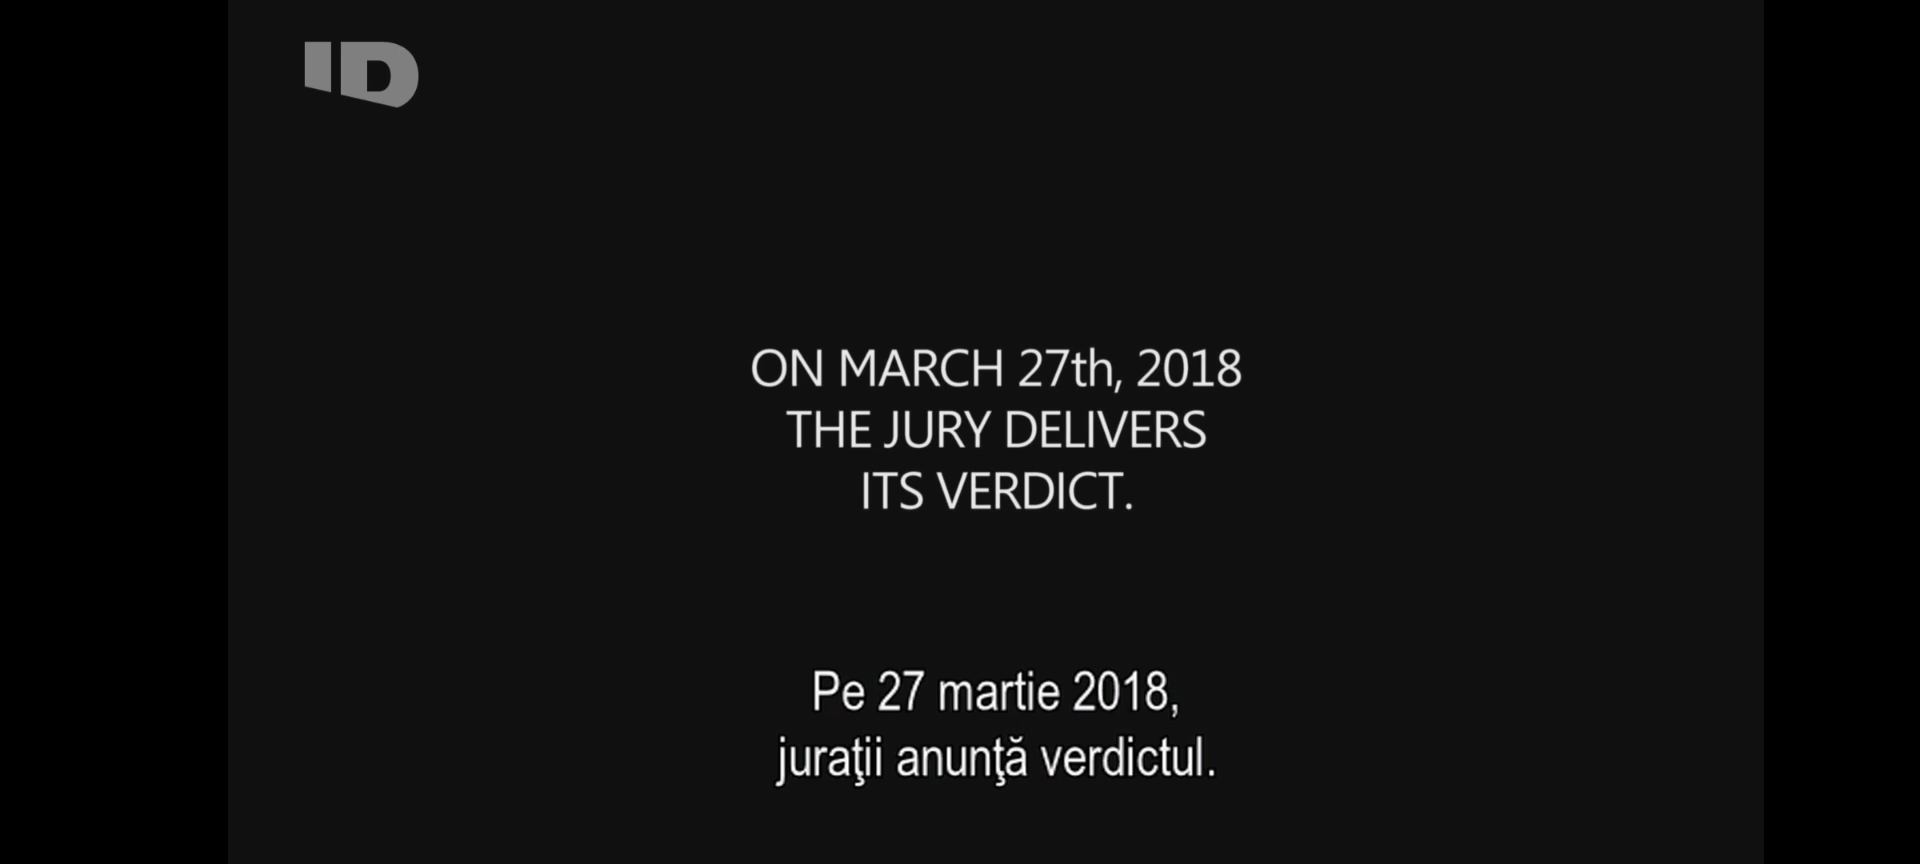 ID
ON MARCH 27th, 2018
THE JURY DELIVERS
ITS VERDICT.
Pe 27 martie 2018,
juraţii anunţă verdictul.